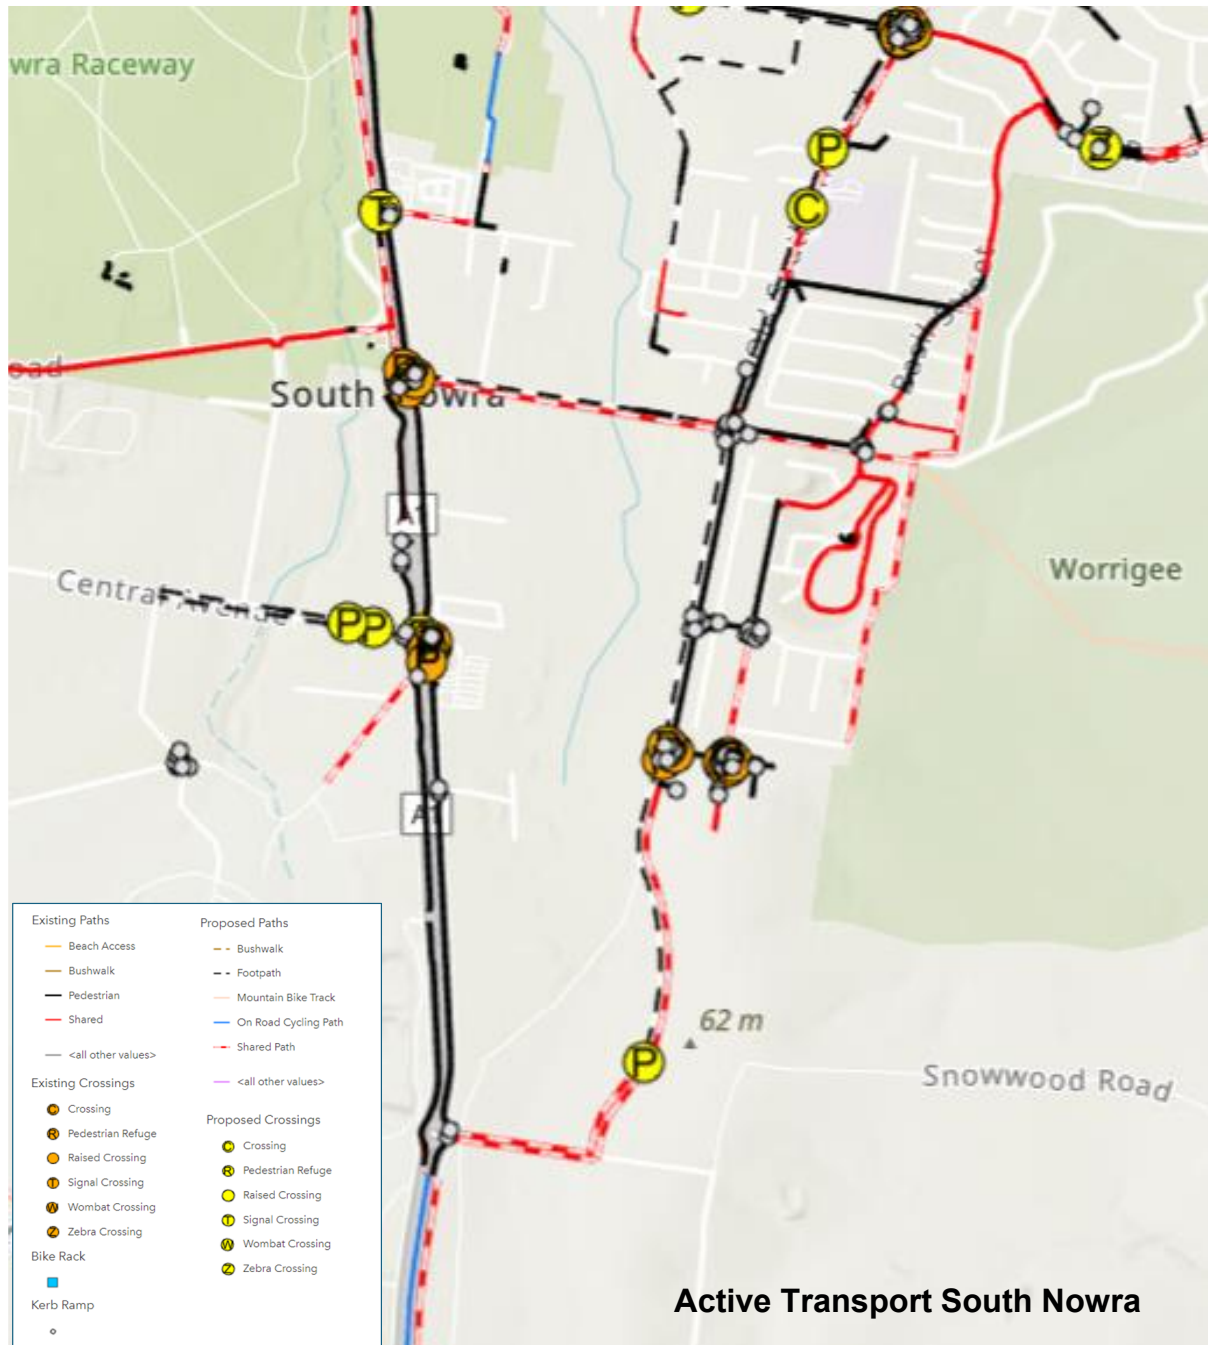 wra Raceway
P
Z
T
P
C
oad
South Nowra
A1
Central Avenue
P
P
Worrigee
A1
62 m
P
Snowwood Road
Existing Paths
Beach Access
Bushwalk
Pedestrian
Shared
<all other values>
Existing Crossings
C Crossing
R Pedestrian Refuge
Raised Crossing
T Signal Crossing
W Wombat Crossing
Z Zebra Crossing
Bike Rack
Kerb Ramp
Proposed Paths
Bushwalk
Footpath
Mountain Bike Track
On Road Cycling Path
Shared Path
<all other values>
Proposed Crossings
C Crossing
R Pedestrian Refuge
Raised Crossing
T Signal Crossing
W Wombat Crossing
Z Zebra Crossing
Active Transport South Nowra